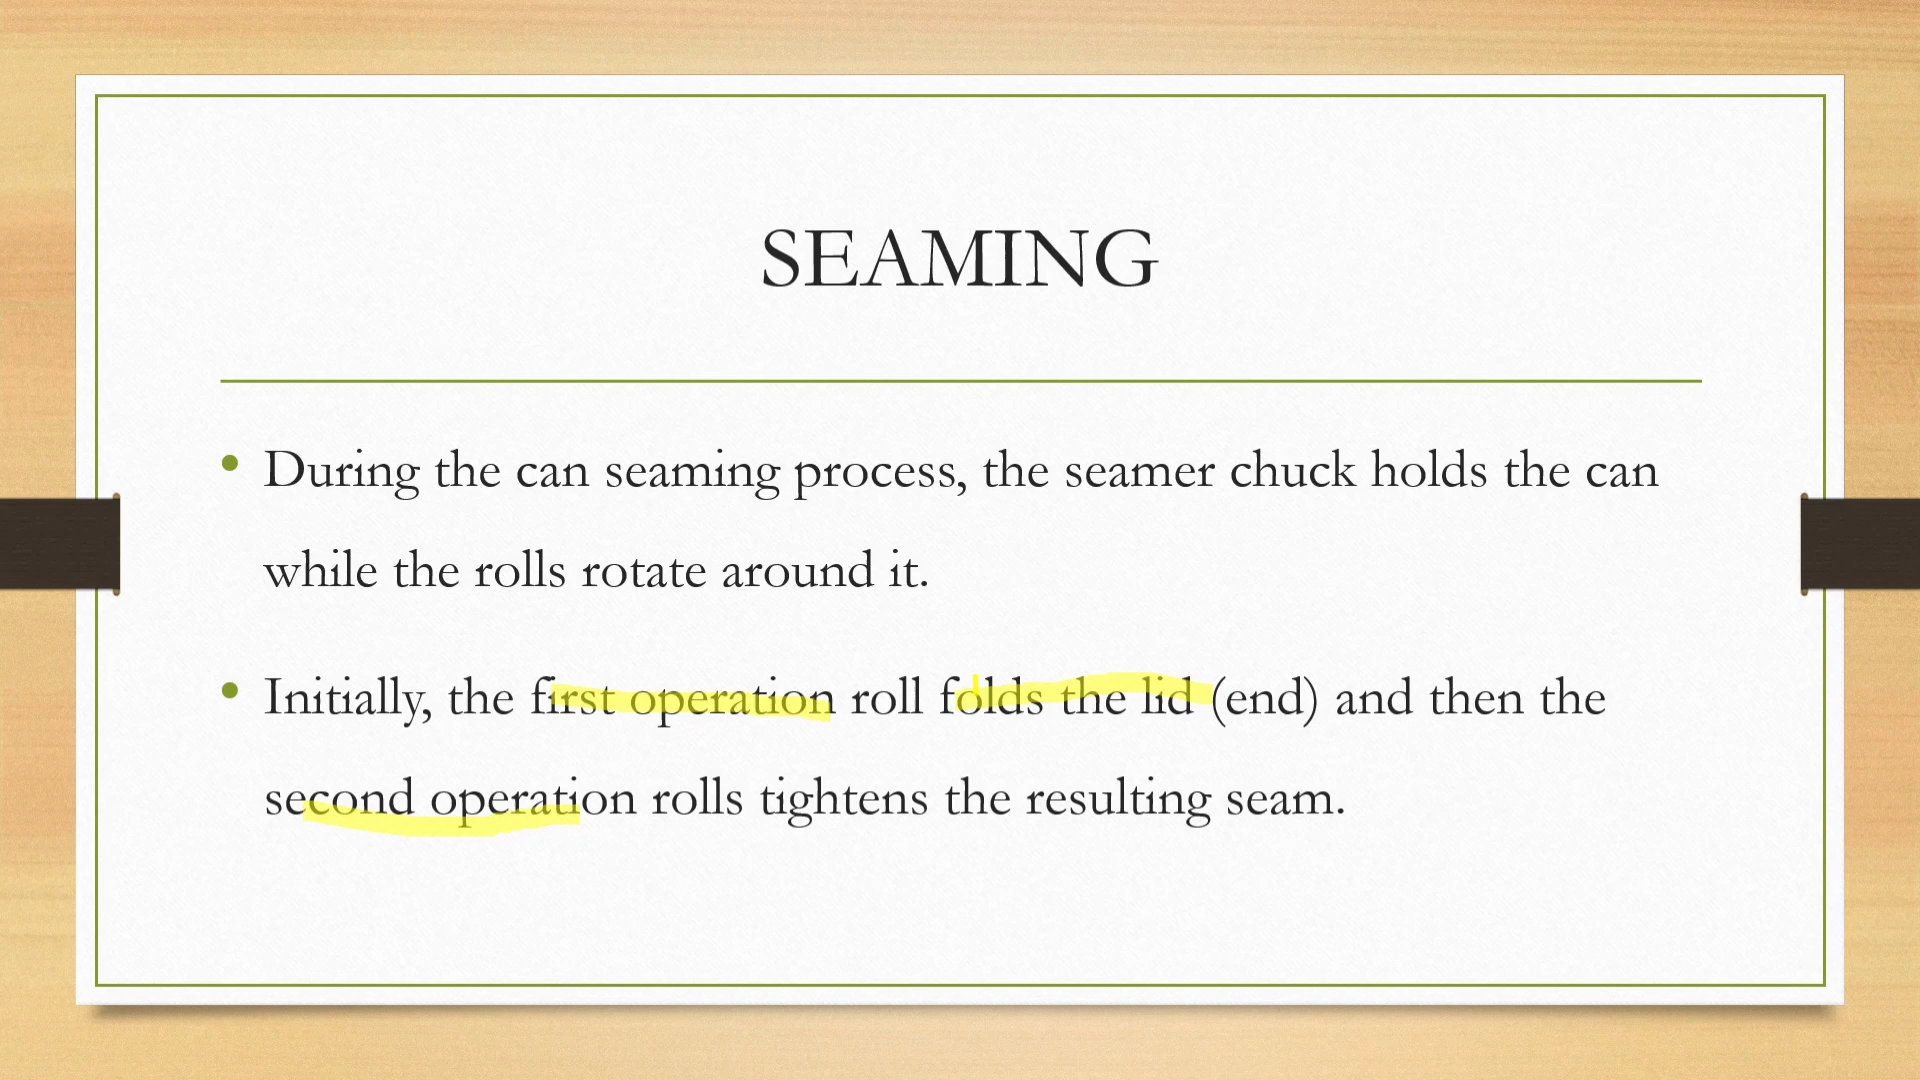 SEAMING
• During the can seaming process, the seamer chuck holds the can
while the rolls rotate around it.
• Initially, the first operation roll folds the lid (end) and then the
second operation rolls tightens the resulting seam.